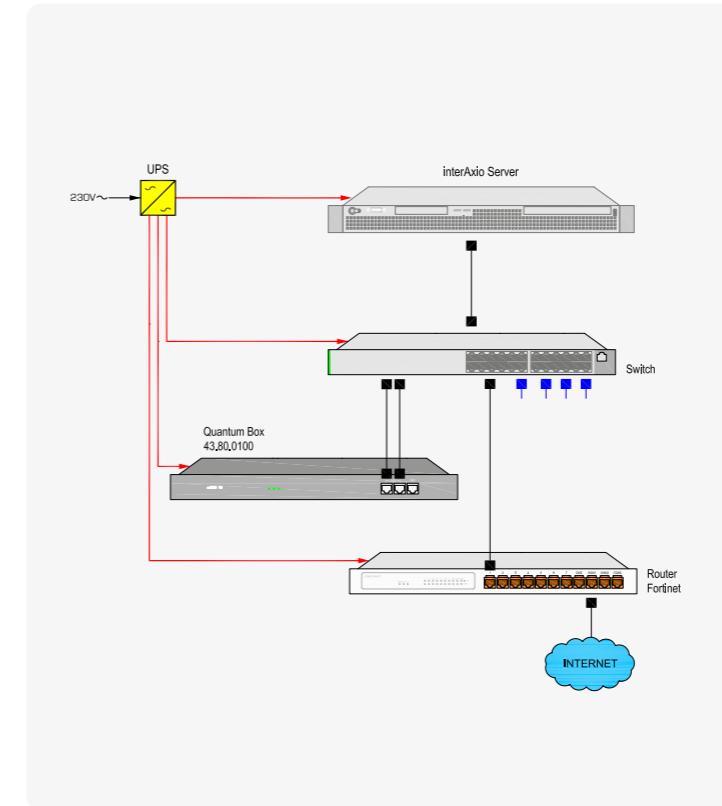 UPS
interAxio Server
230V~
Switch
Quantum Box
43.80.0100
Router
Fortinet
INTERNET